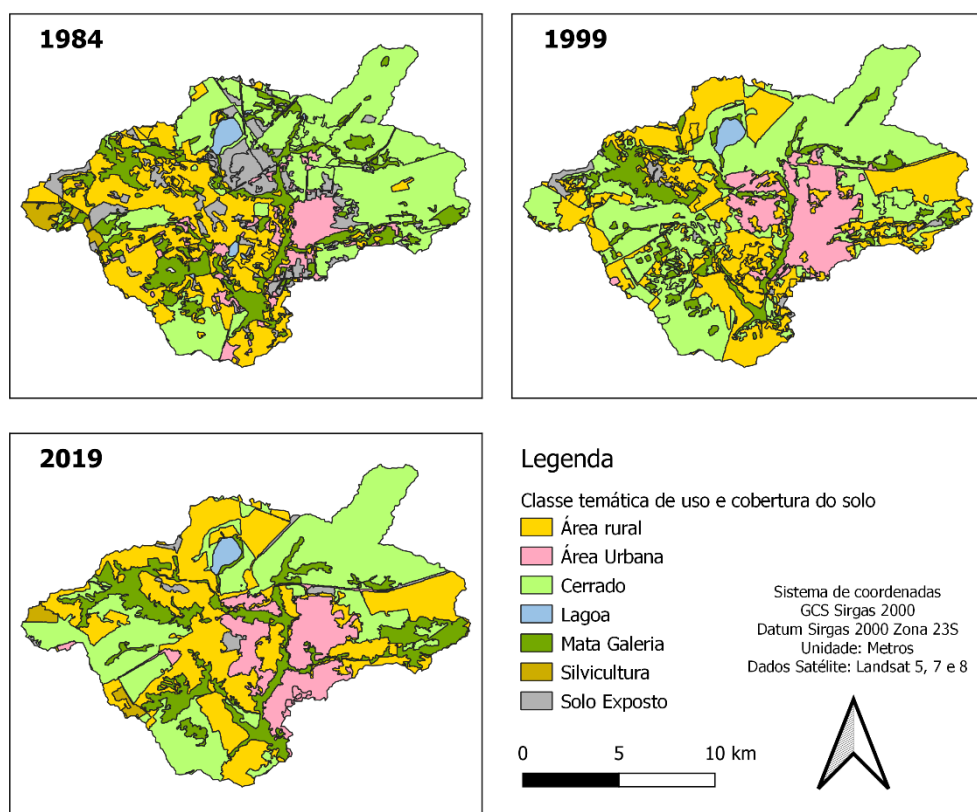 1984
1999
2019
Legenda
Classe temática de uso e cobertura do solo
Área rural
Área Urbana
Cerrado
Lagoa
Mata Galeria
Silvicultura
Solo Exposto
Sistema de coordenadas
GCS Sirgas 2000
Datum Sirgas 2000 Zona 23S
Unidade: Metros
Dados Satélite: Landsat 5, 7 e 8
0 5 10 km